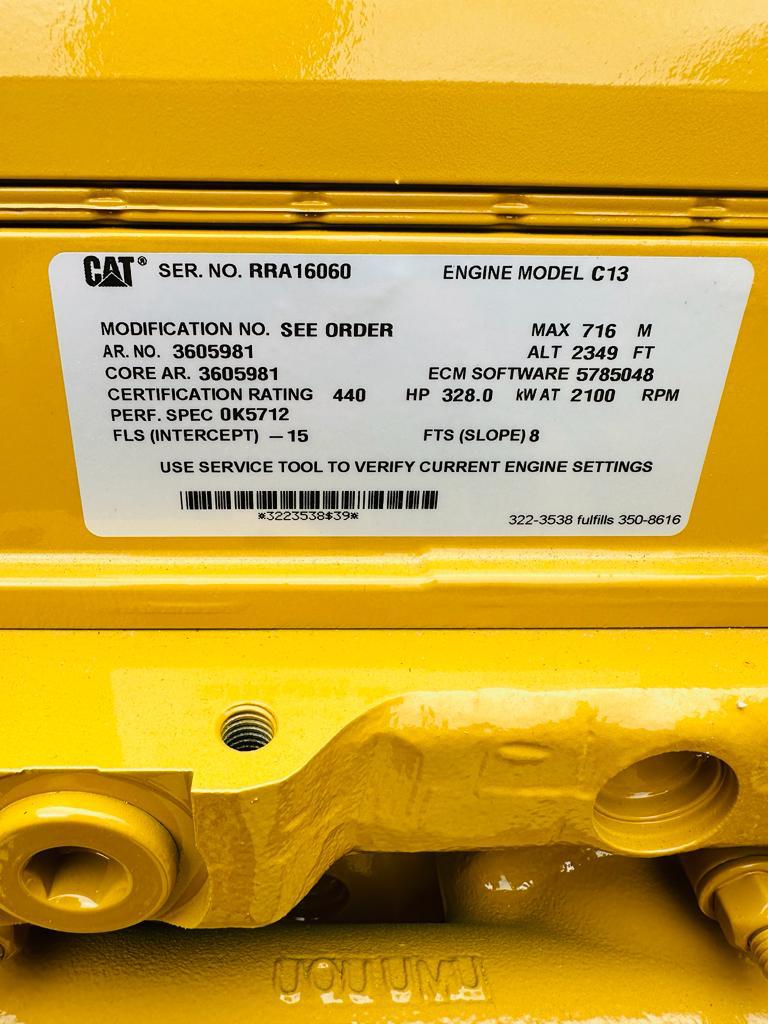 CAT® SER. NO. RRA16060 ENGINE MODEL C13
MODIFICATION NO. SEE ORDER MAX 716 M
AR. NO. 3605981 ALT 2349 FT
CORE AR. 3605981 ECM SOFTWARE 5785048
CERTIFICATION RATING 440 HP 328.0 kW AT 2100 RPM
PERF. SPEC 0K5712
FLS (INTERCEPT) -15 FTS (SLOPE) 8
USE SERVICE TOOL TO VERIFY CURRENT ENGINE SETTINGS
*3223538$39*
322-3538 fulfills 350-8616